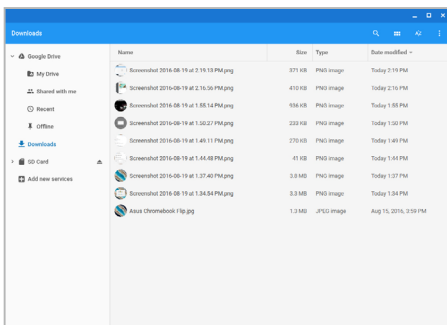 Downloads
Google Drive
My Drive
Shared with me
Recent
Offline
Downloads
SD Card
Add new services
Name Size Type Date modified
Screenshot 2016-08-19 at 2.19.18 PM.png 371 KB PNG image Today 2:19 PM
Screenshot 2016-08-19 at 2.16.56 PM.png 410 KB PNG image Today 2:16 PM
Screenshot 2016-08-19 at 1.55.14 PM.png 936 KB PNG image Today 1:55 PM
Screenshot 2016-08-19 at 1.50.27 PM.png 233 KB PNG image Today 1:50 PM
Screenshot 2016-08-19 at 1.49.11 PM.png 270 KB PNG image Today 1:49 PM
Screenshot 2016-08-19 at 1.44.48 PM.png 41 KB PNG image Today 1:44 PM
Screenshot 2016-08-19 at 1.37.40 PM.png 3.8 MB PNG image Today 1:37 PM
Screenshot 2016-08-19 at 1.34.54 PM.png 3.3 MB PNG image Today 1:34 PM
Asus Chromebook Flip.jpg 1.3 MB JPEG image Aug 15, 2016, 3:59 PM